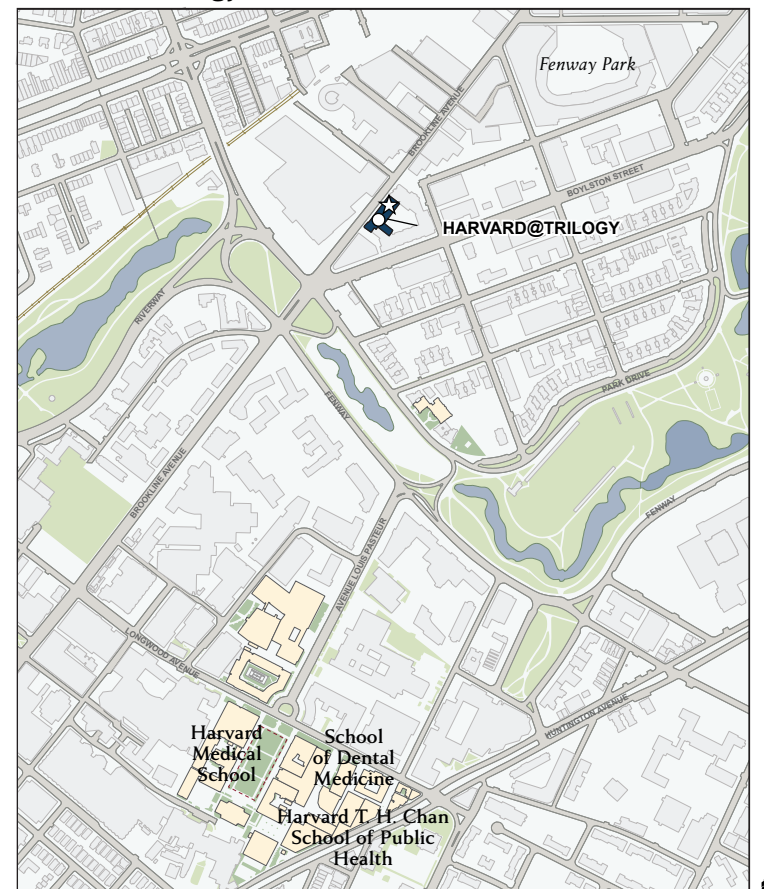 Fenway Park
BROOKLINE AVENUE
BOYLSTON STREET
HARVARD@TRILOGY
RIVERWAY
PARK DRIVE
FENWAY
BROOKLINE AVENUE
FENWAY
AVENUE LOUIS PASTEUR
LONGWOOD AVENUE
HUNTINGTON AVENUE
Harvard
Medical
School
School
of Dental
Medicine
Harvard T. H. Chan
School of Public
Health